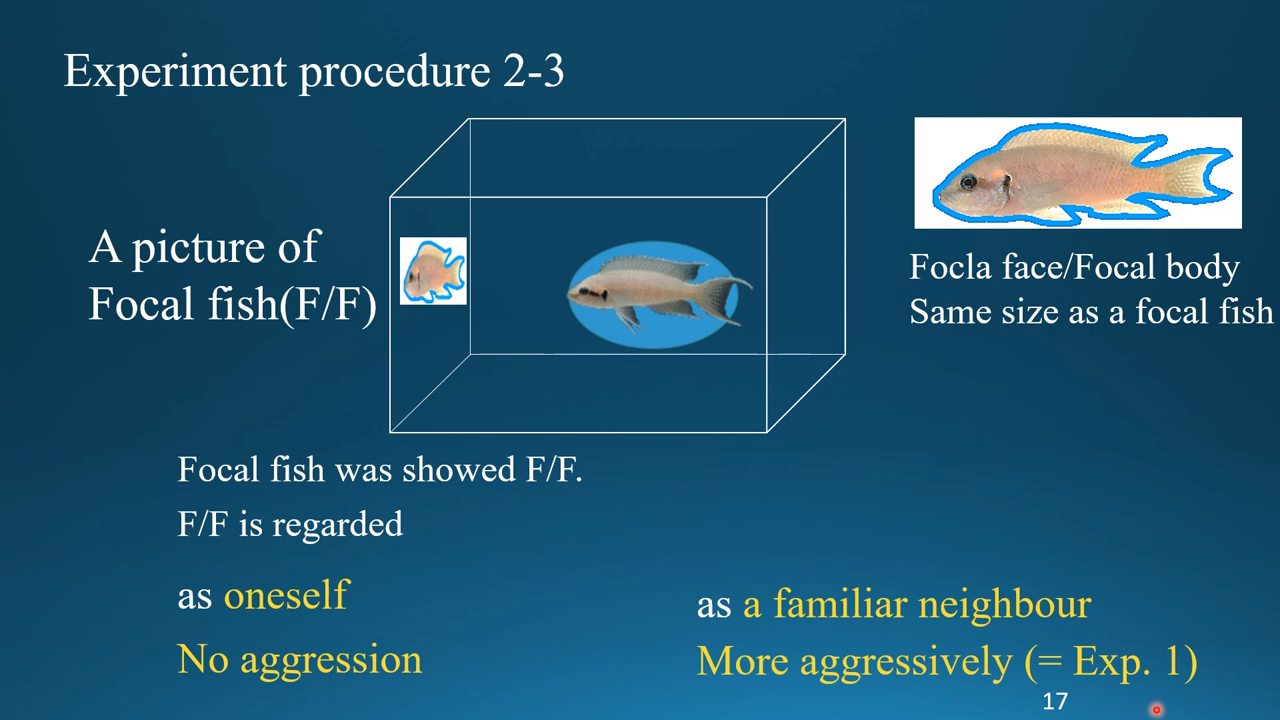 Experiment procedure 2-3
A picture of
Focal fish(F/F)
Focla face/Focal body
Same size as a focal fish
Focal fish was showed F/F.
F/F is regarded
as oneself
No aggression
as a familiar neighbour
More aggressively (= Exp. 1)
17